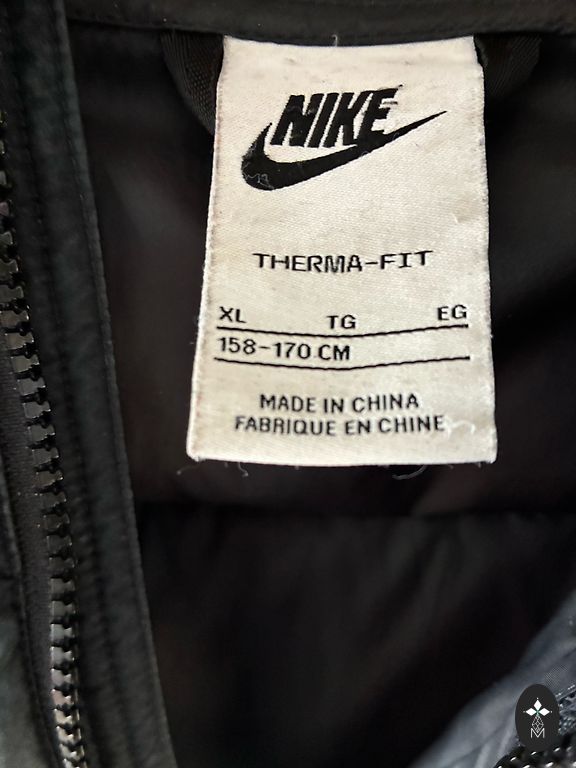 NIKE
THERMA-FIT
XL TG EG
158-170 CM
MADE IN CHINA
FABRIQUE EN CHINE
M